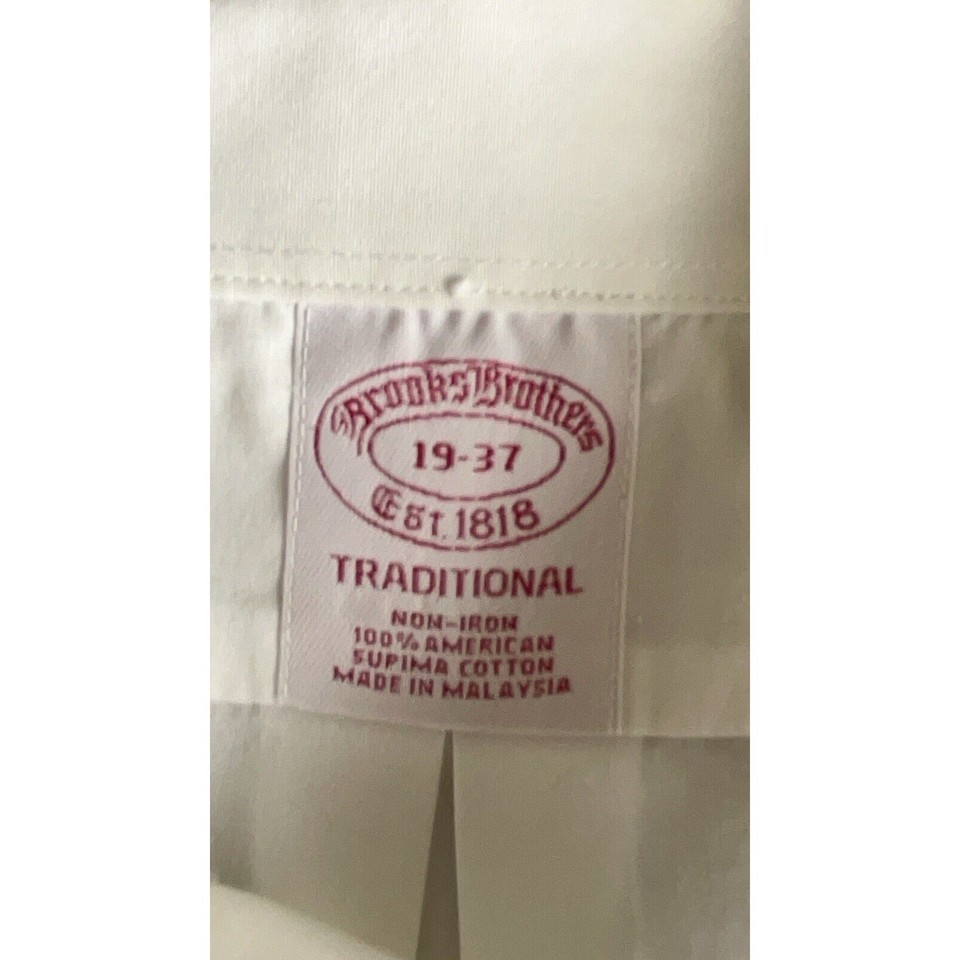 Brooks Brothers
19-37
Est. 1818
TRADITIONAL
NON-IRON
100% AMERICAN
SUPIMA COTTON
MADE IN MALAYSIA